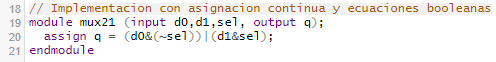 18 // Implementacion con asignacion continua y ecuaciones booleanas
19 module mux21 (input d0,d1,sel, output q);
20 assign q = (d0&(~sel))|(d1&sel);
21 endmodule